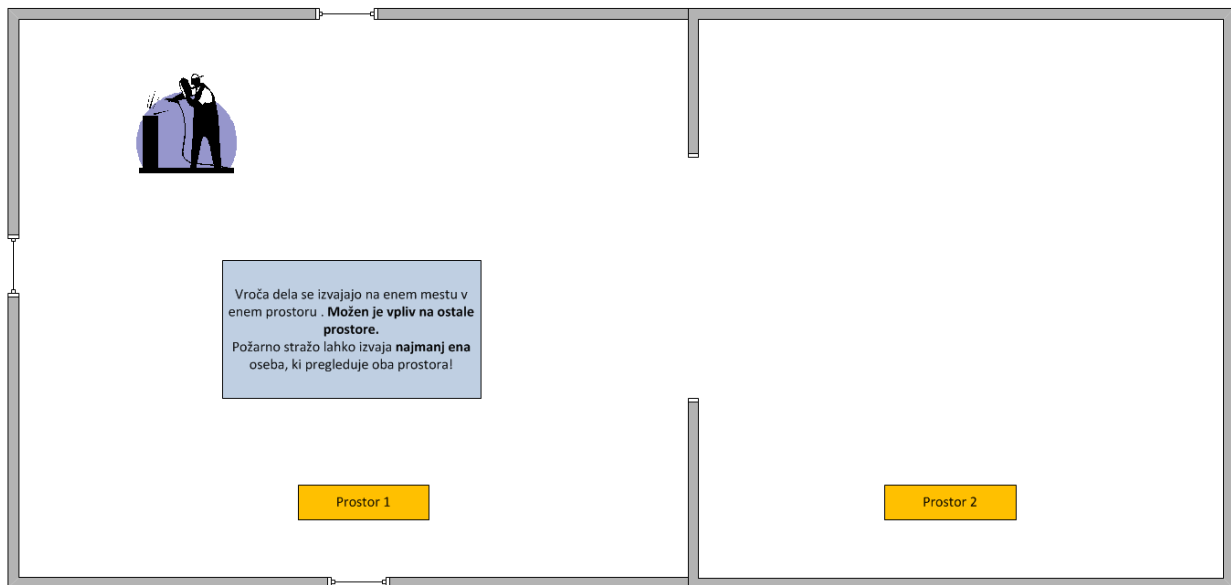 Vroča dela se izvajajo na enem mestu v
enem prostoru . Možen je vpliv na ostale
prostore.
Požarno stražo lahko izvaja najmanj ena
oseba, ki pregleduje oba prostora!
Prostor 1
Prostor 2